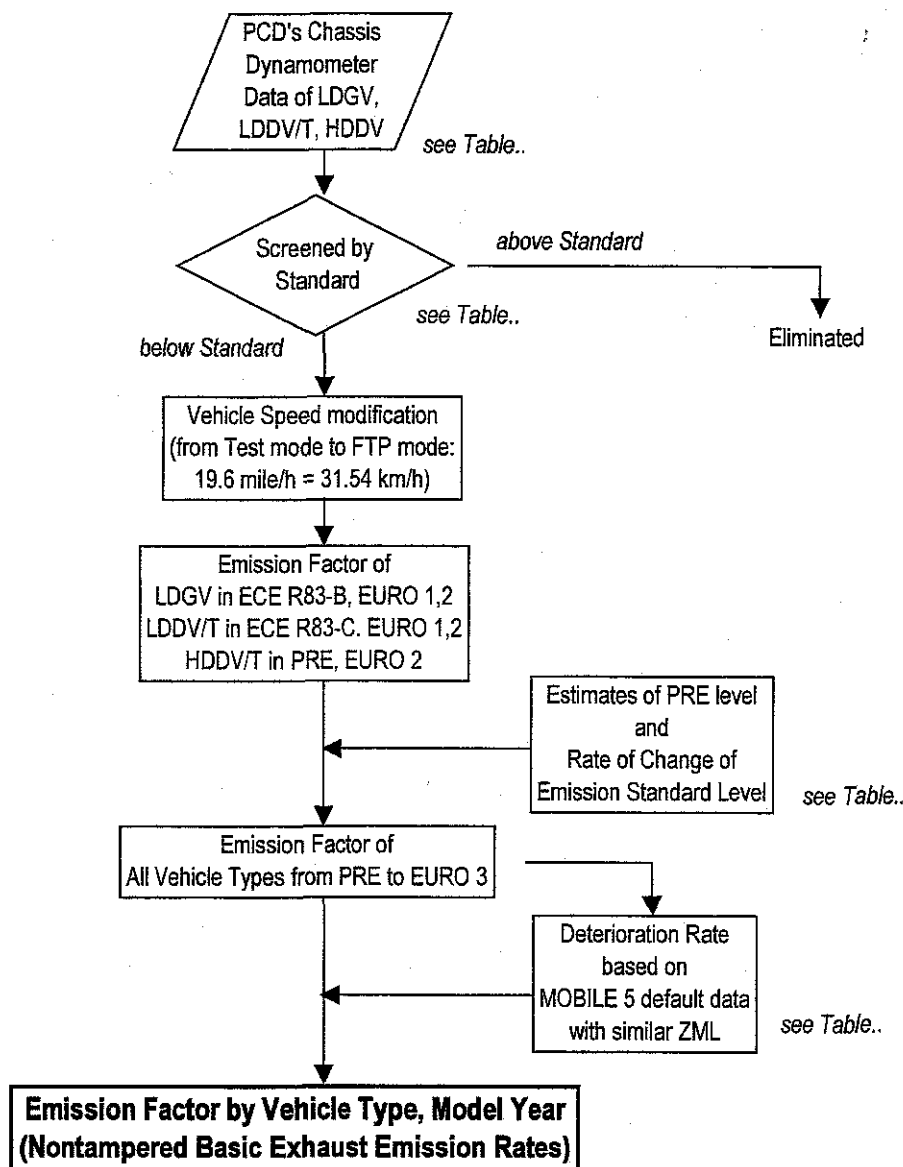 PCD's Chassis
Dynamometer
Data of LDGV,
LDDV/T, HDDV
see Table..
Screened by
Standard
above Standard
see Table..
Eliminated
below Standard
Vehicle Speed modification
(from Test mode to FTP mode:
19.6 mile/h = 31.54 km/h)
Emission Factor of
LDGV in ECE R83-B, EURO 1,2
LDDV/T in ECE R83-C. EURO 1,2
HDDV/T in PRE, EURO 2
Estimates of PRE level
and
Rate of Change of
Emission Standard Level
see Table..
Emission Factor of
All Vehicle Types from PRE to EURO 3
Deterioration Rate
based on
MOBILE 5 default data
with similar ZML
see Table..
Emission Factor by Vehicle Type, Model Year
(Nontampered Basic Exhaust Emission Rates)